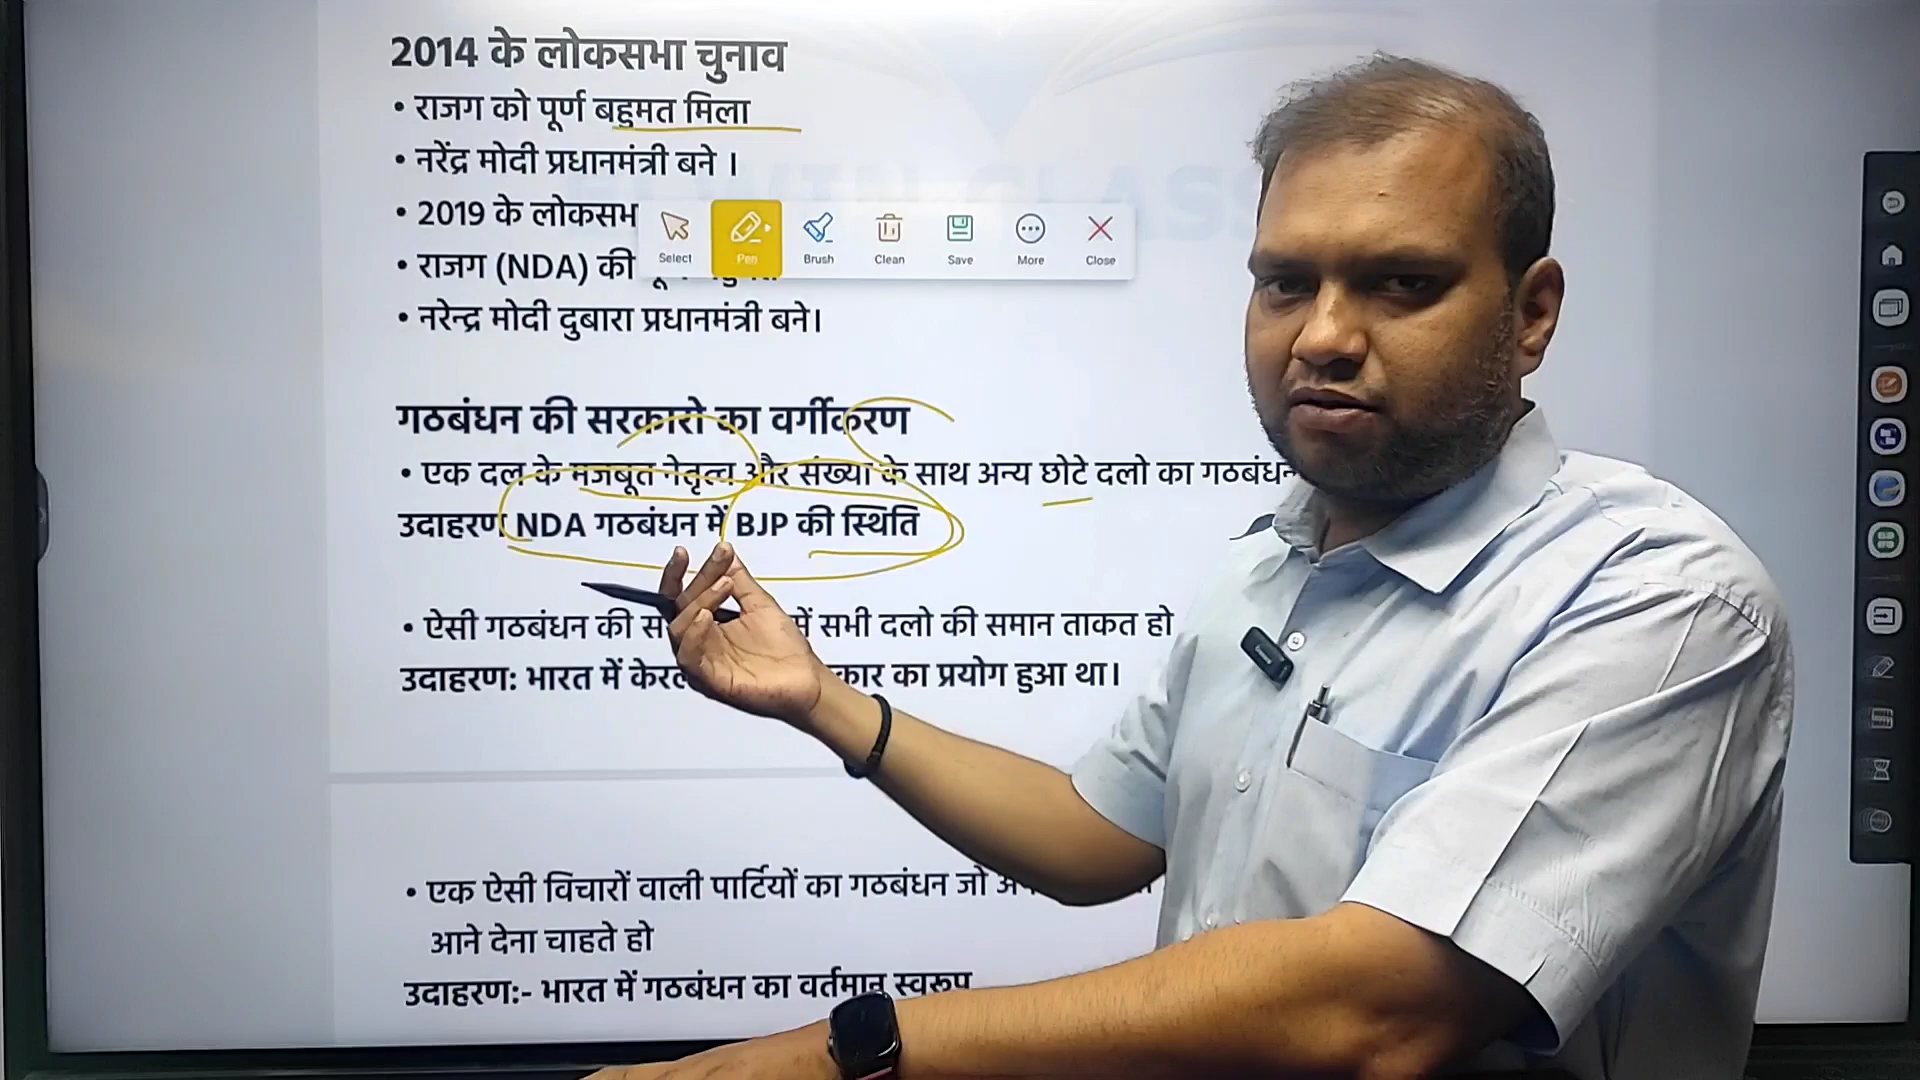 2014 के लोकसभा चुनाव
• राजग को पूर्ण बहुमत मिला
• नरेंद्र मोदी प्रधानमंत्री बने ।
• 2019 के लोकसभ
• राजग (NDA) की
• नरेन्द्र मोदी दुबारा प्रधानमंत्री बने।
Select Pen Brush Clean Save More Close
गठबंधन की सरकारो का वर्गीकरण
• एक दल के मजबूत नेतृत्व और संख्या के साथ अन्य छोटे दलो का गठबंधन
उदाहरण NDA गठबंधन में BJP की स्थिति
• ऐसी गठबंधन की में सभी दलो की समान ताकत हो
उदाहरण: भारत में का प्रयोग हुआ था।
• एक ऐसी विचारों वाली पार्टियों का गठबंधन जो
आने देना चाहते हो
उदाहरण:- भारत में गठबंधन का वर्तमान स्वरूप